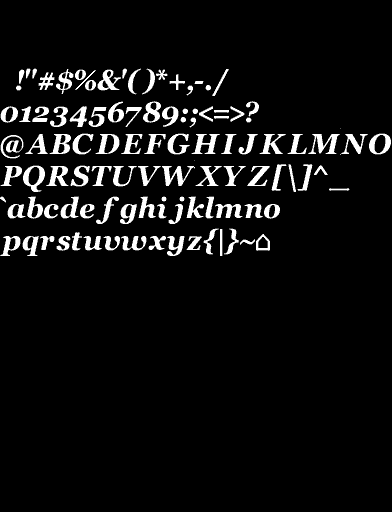 !"#$%&'()*+,-./
0123456789:;<=>?
@ABCDEFGHIJKLMNO
PQRSTUVWXYZ[\]^_
`abcdefghijklmno
pqrstuvwxyz{|}~⌂